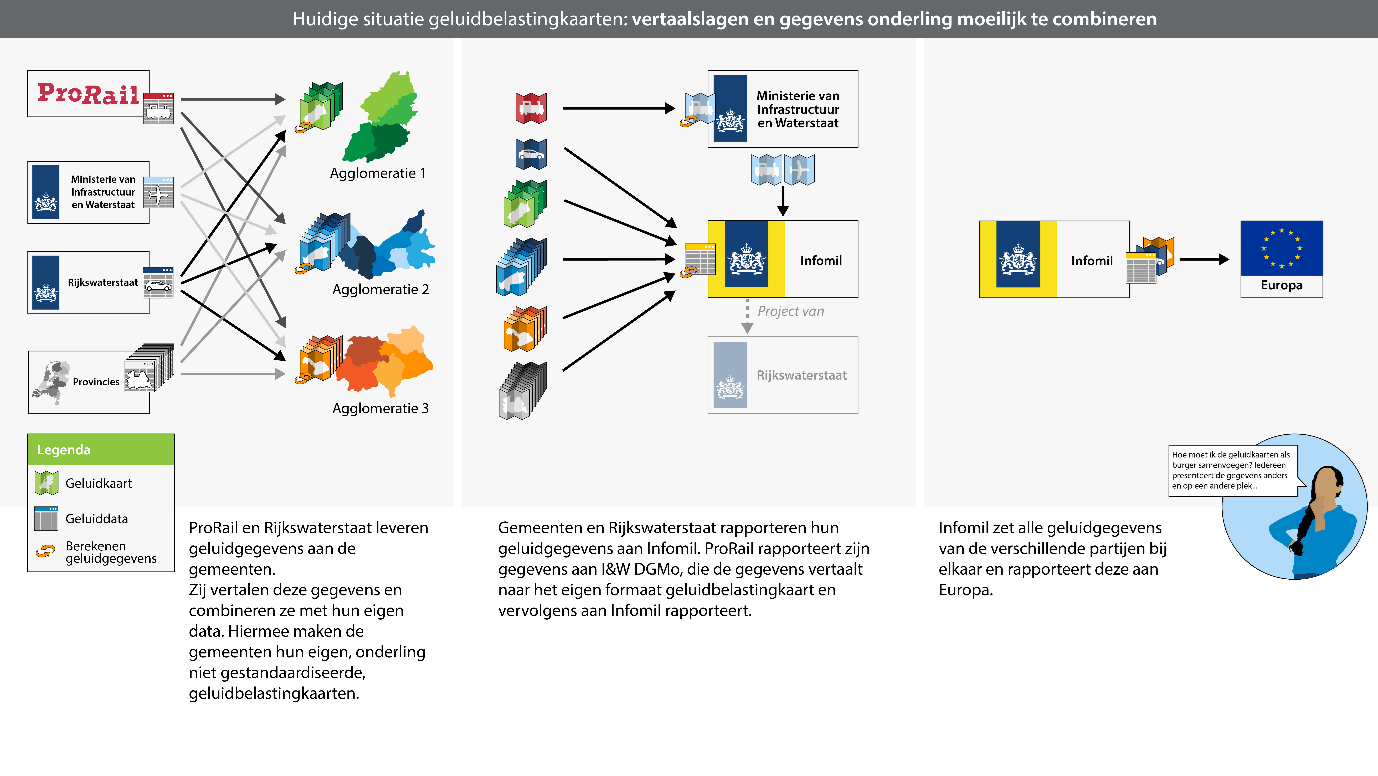 Huidige situatie geluidbelastingkaarten: vertaalslagen en gegevens onderling moeilijk te combineren
ProRail
Ministerie van
Infrastructuur
en Waterstaat
Rijkswaterstaat
Provincies
Agglomeratie 1
Agglomeratie 2
Agglomeratie 3
Legenda
Geluidkaart
Geluiddata
Berekenen
geluidgegevens
ProRail en Rijkswaterstaat leveren
geluidgegevens aan de
gemeenten.
Zij vertalen deze gegevens en
combineren ze met hun eigen
data. Hiermee maken de
gemeenten hun eigen, onderling
niet gestandaardiseerde,
geluidbelastingkaarten.
Ministerie van
Infrastructuur
en Waterstaat
Infomil
Project van
Rijkswaterstaat
Gemeenten en Rijkswaterstaat rapporteren hun
geluidgegevens aan Infomil. ProRail rapporteert zijn
gegevens aan I&W DGMo, die de gegevens vertaalt
naar het eigen formaat geluidbelastingkaart en
vervolgens aan Infomil rapporteert.
Infomil
Europa
Hoe moet ik de geluidkaarten als
burger samenvoegen? Iedereen
presenteert de gegevens anders
en op een andere plek...
Infomil zet alle geluidgegevens
van de verschillende partijen bij
elkaar en rapporteert deze aan
Europa.